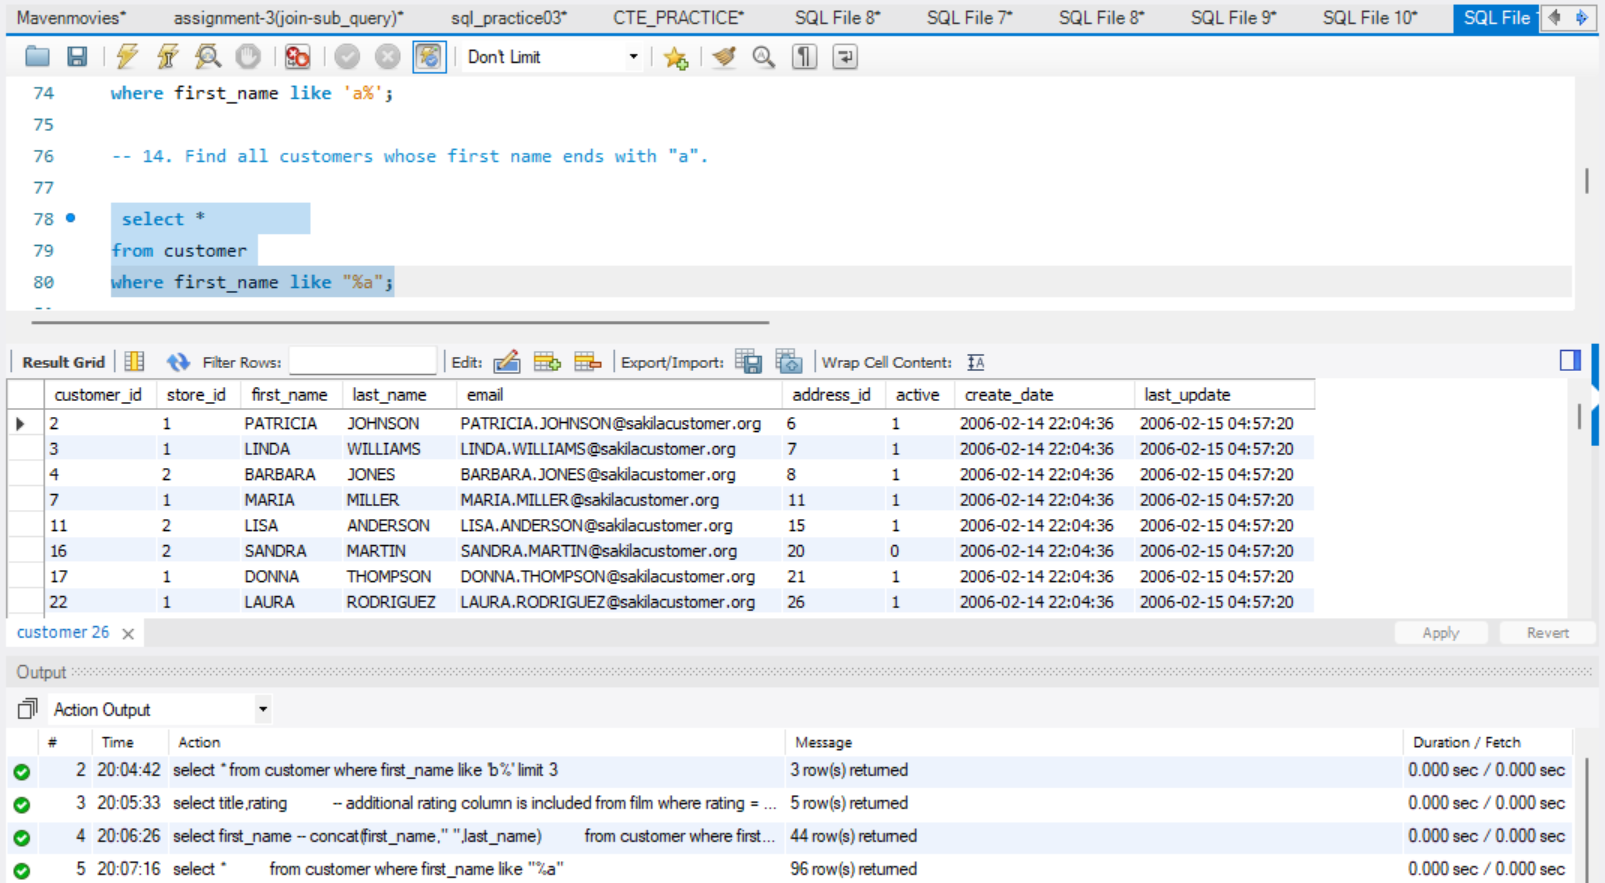 Mavenmovies* assignment-3(join-sub_query)* sql_practice03* CTE_PRACTICE* SQL File 8* SQL File 7* SQL File 8* SQL File 9* SQL File 10* SQL File
Don't Limit
74 where first_name like 'a%';
75
76 -- 14. Find all customers whose first name ends with "a".
77
78 select *
79 from customer
80 where first_name like "%a";
Result Grid Filter Rows: Edit: Export/Import: Wrap Cell Content: IA
customer_id store_id first_name last_name email address_id active create_date last_update
2 1 PATRICIA JOHNSON PATRICIA.JOHNSON@sakilacustomer.org 6 1 2006-02-14 22:04:36 2006-02-15 04:57:20
3 1 LINDA WILLIAMS LINDA.WILLIAMS@sakilacustomer.org 7 1 2006-02-14 22:04:36 2006-02-15 04:57:20
4 2 BARBARA JONES BARBARA.JONES@sakilacustomer.org 8 1 2006-02-14 22:04:36 2006-02-15 04:57:20
7 1 MARIA MILLER MARIA.MILLER@sakilacustomer.org 11 1 2006-02-14 22:04:36 2006-02-15 04:57:20
11 2 LISA ANDERSON LISA.ANDERSON@sakilacustomer.org 15 1 2006-02-14 22:04:36 2006-02-15 04:57:20
16 2 SANDRA MARTIN SANDRA.MARTIN@sakilacustomer.org 20 0 2006-02-14 22:04:36 2006-02-15 04:57:20
17 1 DONNA THOMPSON DONNA.THOMPSON@sakilacustomer.org 21 1 2006-02-14 22:04:36 2006-02-15 04:57:20
22 1 LAURA RODRIGUEZ LAURA.RODRIGUEZ@sakilacustomer.org 26 1 2006-02-14 22:04:36 2006-02-15 04:57:20
customer 26 Apply Revert
Output
Action Output
# Time Action Message Duration / Fetch
2 20:04:42 select * from customer where first_name like 'b%' limit 3 3 row(s) returned 0.000 sec / 0.000 sec
3 20:05:33 select title,rating -- additional rating column is included from film where rating = ... 5 row(s) returned 0.000 sec / 0.000 sec
4 20:06:26 select first_name -- concat(first_name," ",last_name) from customer where first... 44 row(s) returned 0.000 sec / 0.000 sec
5 20:07:16 select * from customer where first_name like "%a" 96 row(s) returned 0.000 sec / 0.000 sec